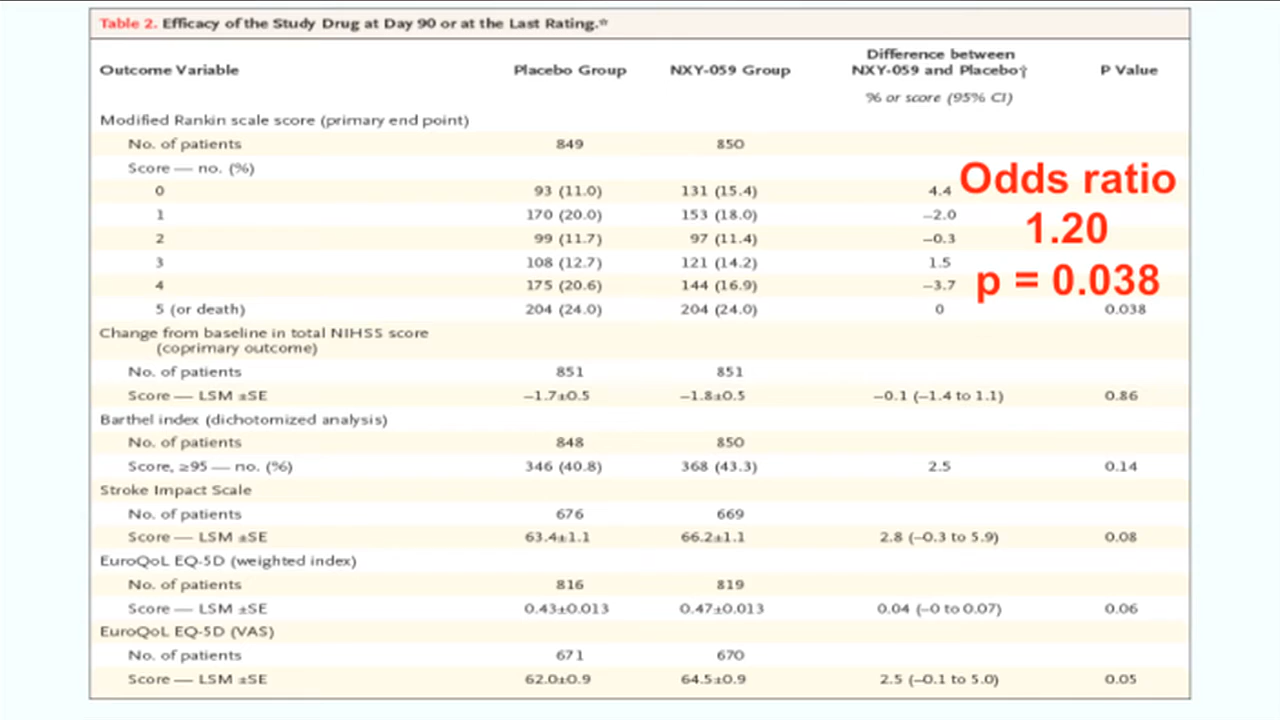 Table 2. Efficacy of the Study Drug at Day 90 or at the Last Rating.*
Difference between
Outcome Variable Placebo Group NXY-059 Group NXY-059 and Placebo† P Value
% or score (95% CI)
Modified Rankin scale score (primary end point)
No. of patients 849 850
Score — no. (%)
0 93 (11.0) 131 (15.4) 4.4
1 170 (20.0) 153 (18.0) –2.0
2 99 (11.7) 97 (11.4) –0.3
3 108 (12.7) 121 (14.2) 1.5
4 175 (20.6) 144 (16.9) –3.7
5 (or death) 204 (24.0) 204 (24.0) 0 0.038
Odds ratio
1.20
p = 0.038
Change from baseline in total NIHSS score
(coprimary outcome)
No. of patients 851 851
Score — LSM ±SE –1.7±0.5 –1.8±0.5 –0.1 (–1.4 to 1.1) 0.86
Barthel index (dichotomized analysis)
No. of patients 848 850
Score, ≥95 — no. (%) 346 (40.8) 368 (43.3) 2.5 0.14
Stroke Impact Scale
No. of patients 676 669
Score — LSM ±SE 63.4±1.1 66.2±1.1 2.8 (–0.3 to 5.9) 0.08
EuroQoL EQ-5D (weighted index)
No. of patients 816 819
Score — LSM ±SE 0.43±0.013 0.47±0.013 0.04 (–0 to 0.07) 0.06
EuroQoL EQ-5D (VAS)
No. of patients 671 670
Score — LSM ±SE 62.0±0.9 64.5±0.9 2.5 (–0.1 to 5.0) 0.05